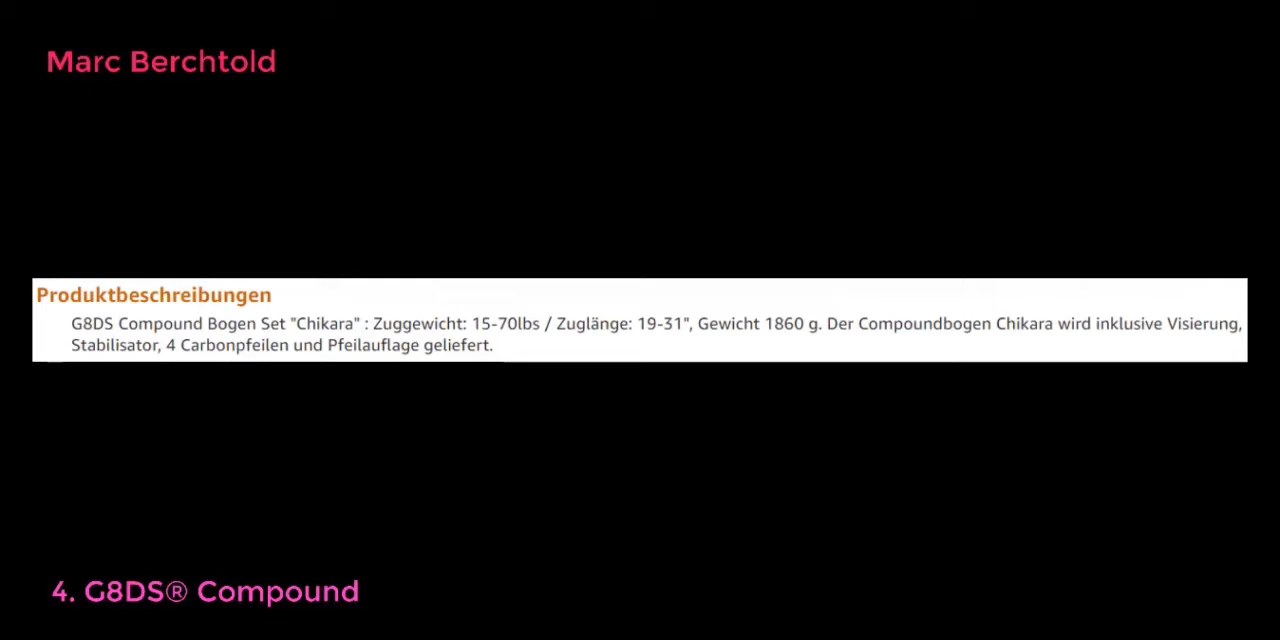 Marc Berchtold
Produktbeschreibungen
G8DS Compound Bogen Set "Chikara" : Zuggewicht: 15-70lbs / Zuglänge: 19-31", Gewicht 1860 g. Der Compoundbogen Chikara wird inklusive Visierung,
Stabilisator, 4 Carbonpfeilen und Pfeilauflage geliefert.
4. G8DS® Compound